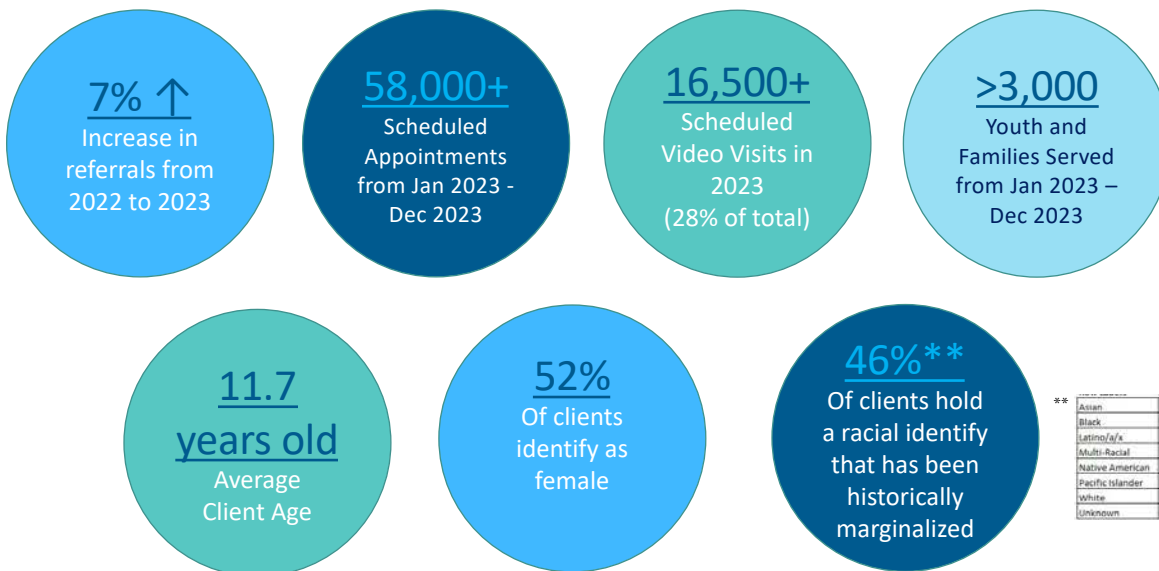 7% ↑
Increase in
referrals from
2022 to 2023
58,000+
Scheduled
Appointments
from Jan 2023 -
Dec 2023
16,500+
Scheduled
Video Visits in
2023
(28% of total)
>3,000
Youth and
Families Served
from Jan 2023 –
Dec 2023
11.7
years old
Average
Client Age
52%
Of clients
identify as
female
46%**
Of clients hold
a racial identify
that has been
historically
marginalized
**
Asian
Black
Latino/a/x
Multi-Racial
Native American
Pacific Islander
White
Unknown